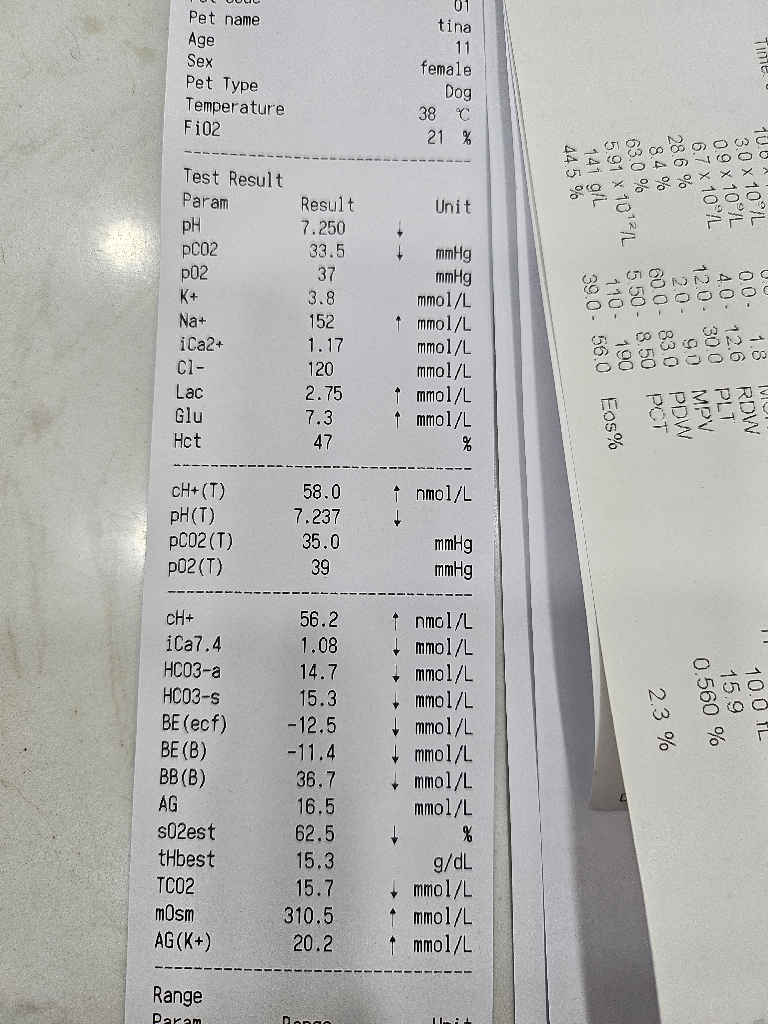 01
Pet name tina
Age 11
Sex female
Pet Type Dog
Temperature 38 ℃
FiO2 21 %
Test Result
Param Result Unit
pH 7.250 ↓
pCO2 33.5 ↓ mmHg
pO2 37 mmHg
K+ 3.8 mmol/L
Na+ 152 ↑ mmol/L
iCa2+ 1.17 mmol/L
Cl- 120 mmol/L
Lac 2.75 ↑ mmol/L
Glu 7.3 ↑ mmol/L
Hct 47 %
cH+(T) 58.0 ↑ nmol/L
pH(T) 7.237 ↓
pCO2(T) 35.0 mmHg
pO2(T) 39 mmHg
cH+ 56.2 ↑ nmol/L
iCa7.4 1.08 ↓ mmol/L
HCO3-a 14.7 ↓ mmol/L
HCO3-s 15.3 ↓ mmol/L
BE(ecf) -12.5 ↓ mmol/L
BE(B) -11.4 ↓ mmol/L
BB(B) 36.7 ↓ mmol/L
AG 16.5 mmol/L
sO2est 62.5 ↓ %
tHbest 15.3 g/dL
TCO2 15.7 ↓ mmol/L
mOsm 310.5 ↑ mmol/L
AG(K+) 20.2 ↑ mmol/L
Range
Param Range Unit
3.0 x 10⁹/L 0.0 - 1.8 RDW
0.9 x 10⁹/L 4.0 - 12.6 PLT
6.7 x 10⁹/L 12.0 - 30.0 MPV 10.0 fL
28.6 % 2.0 - 9.0 PDW 15.9
8.4 % 60.0 - 83.0 PCT 0.560 %
63.0 % 5.50 - 8.50
5.91 x 10¹²/L 110 - 190 Eos% 2.3 %
141 g/L 39.0 - 56.0
44.5 %